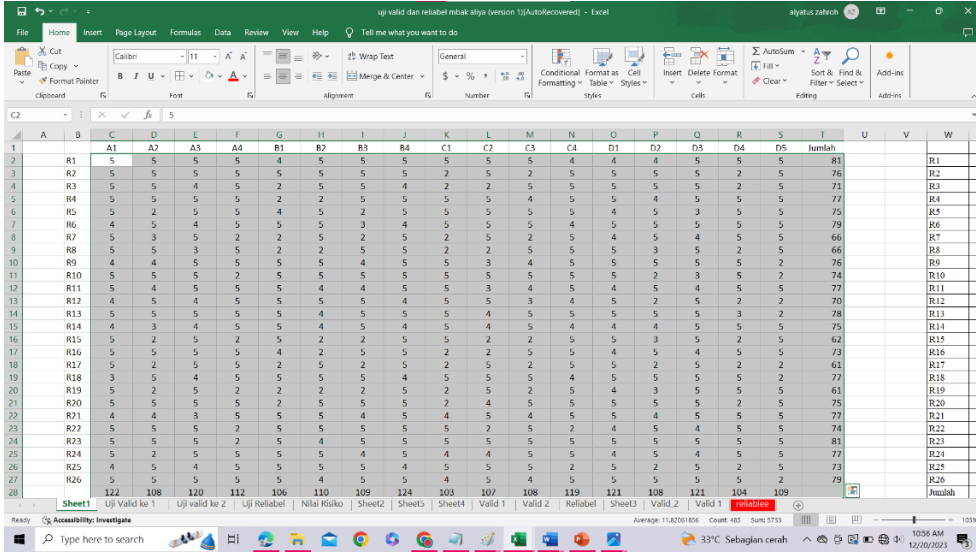 uji valid dan reliabel mbak aliya (version 1)[AutoRecovered] - Excel alyatus zahroh AZ
File Home Insert Page Layout Formulas Data Review View Help Tell me what you want to do
Paste Cut Copy Format Painter Calibri 11 Wrap Text Merge & Center General Conditional Formatting Format as Table Cell Styles Insert Delete Format AutoSum Fill Clear Sort & Filter Find & Select Add-ins
Clipboard Font Alignment Number Styles Cells Editing Add-ins
C2 fx 5
A B C D E F G H I J K L M N O P Q R S T U V W
1 A1 A2 A3 A4 B1 B2 B3 B4 C1 C2 C3 C4 D1 D2 D3 D4 D5 Jumlah
2 R1 5 5 5 5 4 5 5 5 5 5 5 4 4 4 5 5 5 81 R1
3 R2 5 5 5 5 5 5 5 5 2 5 2 5 5 5 5 2 5 76 R2
4 R3 5 5 4 5 2 5 5 4 2 2 5 5 5 5 5 2 5 71 R3
5 R4 5 5 5 5 2 2 5 5 5 5 4 5 5 4 5 5 5 77 R4
6 R5 5 2 5 5 4 5 2 5 5 5 5 5 4 5 3 5 5 75 R5
7 R6 4 5 4 5 5 5 3 4 5 5 5 4 5 5 5 5 5 79 R6
8 R7 5 3 5 2 2 5 2 5 2 5 2 5 4 5 4 5 5 66 R7
9 R8 5 5 3 5 2 2 5 5 2 2 5 5 5 3 5 2 5 66 R8
10 R9 4 4 5 5 5 5 4 5 5 3 4 5 5 5 5 5 2 76 R9
11 R10 5 5 5 2 5 5 5 5 5 5 5 5 5 2 3 5 2 74 R10
12 R11 5 4 5 5 5 4 4 5 5 3 4 5 4 5 4 5 5 77 R11
13 R12 4 5 4 5 5 5 5 4 5 5 3 4 5 2 5 2 2 70 R12
14 R13 5 5 5 5 5 4 5 5 5 4 5 5 5 5 5 3 2 78 R13
15 R14 4 3 4 5 5 4 5 4 5 4 5 4 4 4 5 5 5 75 R14
16 R15 5 2 5 2 5 2 2 5 2 2 5 5 5 3 5 2 5 62 R15
17 R16 5 5 5 5 4 2 5 5 2 2 5 5 4 5 4 5 5 73 R16
18 R17 5 2 5 5 2 5 2 5 2 5 2 5 5 2 5 2 2 61 R17
19 R18 3 5 4 5 5 5 5 4 5 5 5 4 5 5 5 5 5 77 R18
20 R19 5 2 5 5 2 2 2 5 2 5 2 5 4 3 5 5 2 61 R19
21 R20 5 5 5 5 2 5 5 5 2 4 5 5 5 5 5 2 5 75 R20
22 R21 4 4 3 5 5 5 4 5 4 5 4 5 5 4 5 5 5 77 R21
23 R22 5 5 5 2 5 5 5 5 5 2 5 2 4 5 4 5 5 74 R22
24 R23 5 5 5 2 5 4 5 5 5 5 5 5 5 5 5 5 5 81 R23
25 R24 5 2 5 5 5 5 4 5 4 4 5 5 4 5 4 5 5 77 R24
26 R25 4 5 4 5 5 5 5 4 5 5 5 2 5 2 5 2 5 73 R25
27 R26 5 5 5 5 5 5 5 5 5 5 5 5 5 5 2 5 2 79 R26
28 122 108 120 112 106 110 109 124 103 107 108 119 121 108 121 104 109 Jumlah
Sheet1 Uji Valid ke 1 Uji valid ke 2 Uji Reliabel Nilai Risiko Sheet2 Sheet5 Sheet4 Valid 1 Valid 2 Reliabel Sheet3 Valid_2 Valid 1 reliablee
Ready Accessibility: Investigate Average: 11.82061856 Count: 485 Sum: 5733 103%
Type here to search 33°C Sebagian cerah 10:56 AM
12/20/2023